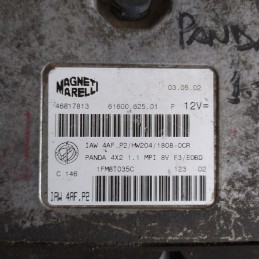 MAGNETI
MARELLI
03.05.02
46817813 61600.625.01 P 12V=
IAW 4AF.P2/HW204/1808-0CR
PANDA 4X2 1.1 MPI 8V F3/EOBD
C 146 1FM8T035C 123 02
IAW 4AF.P2
PANDA